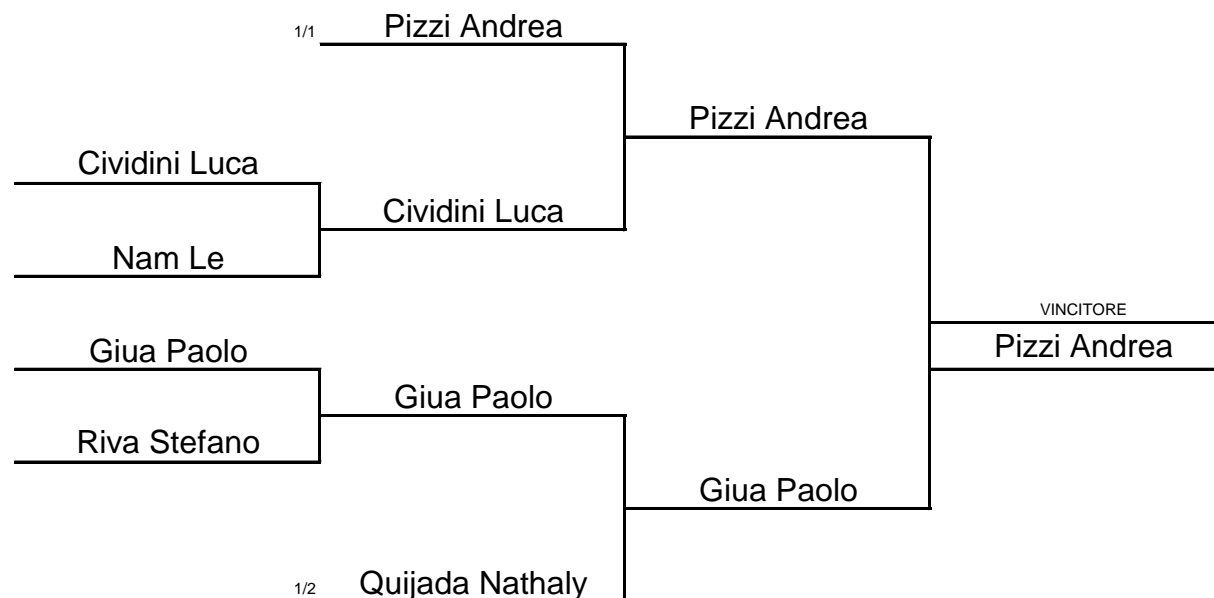 1/1 Pizzi Andrea
Pizzi Andrea
Cividini Luca
Cividini Luca
Nam Le
VINCITORE
Pizzi Andrea
Giua Paolo
Giua Paolo
Riva Stefano
Giua Paolo
1/2 Quijada Nathaly